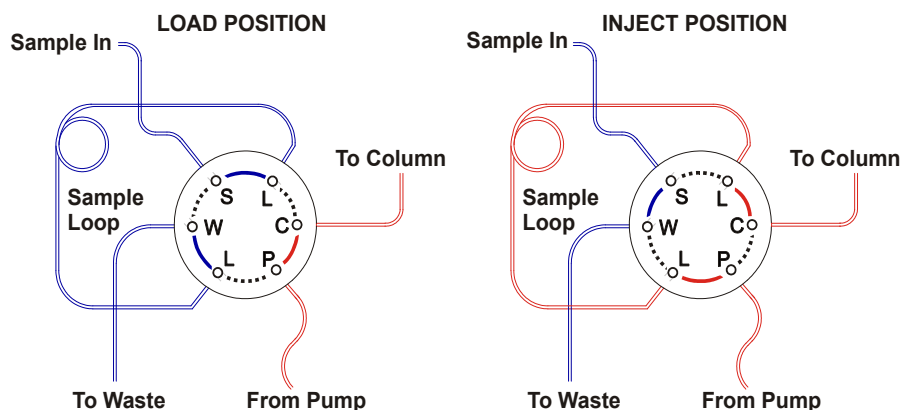 LOAD POSITION
Sample In
To Column
Sample
Loop
S
L
W
C
L
P
To Waste
From Pump
INJECT POSITION
Sample In
To Column
Sample
Loop
S
L
W
C
L
P
To Waste
From Pump